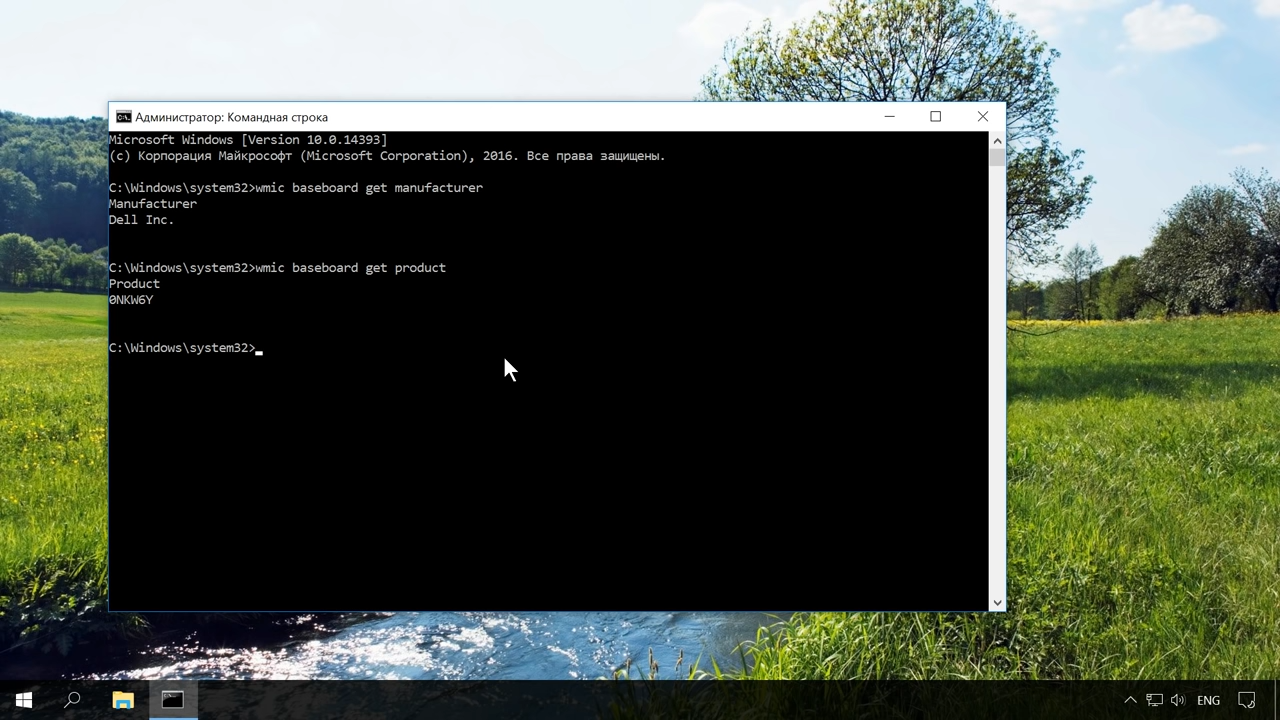 Администратор: Командная строка
Microsoft Windows [Version 10.0.14393]
(c) Корпорация Майкрософт (Microsoft Corporation), 2016. Все права защищены.
C:\Windows\system32>wmic baseboard get manufacturer
Manufacturer
Dell Inc.
C:\Windows\system32>wmic baseboard get product
Product
0NKW6Y
C:\Windows\system32>
ENG